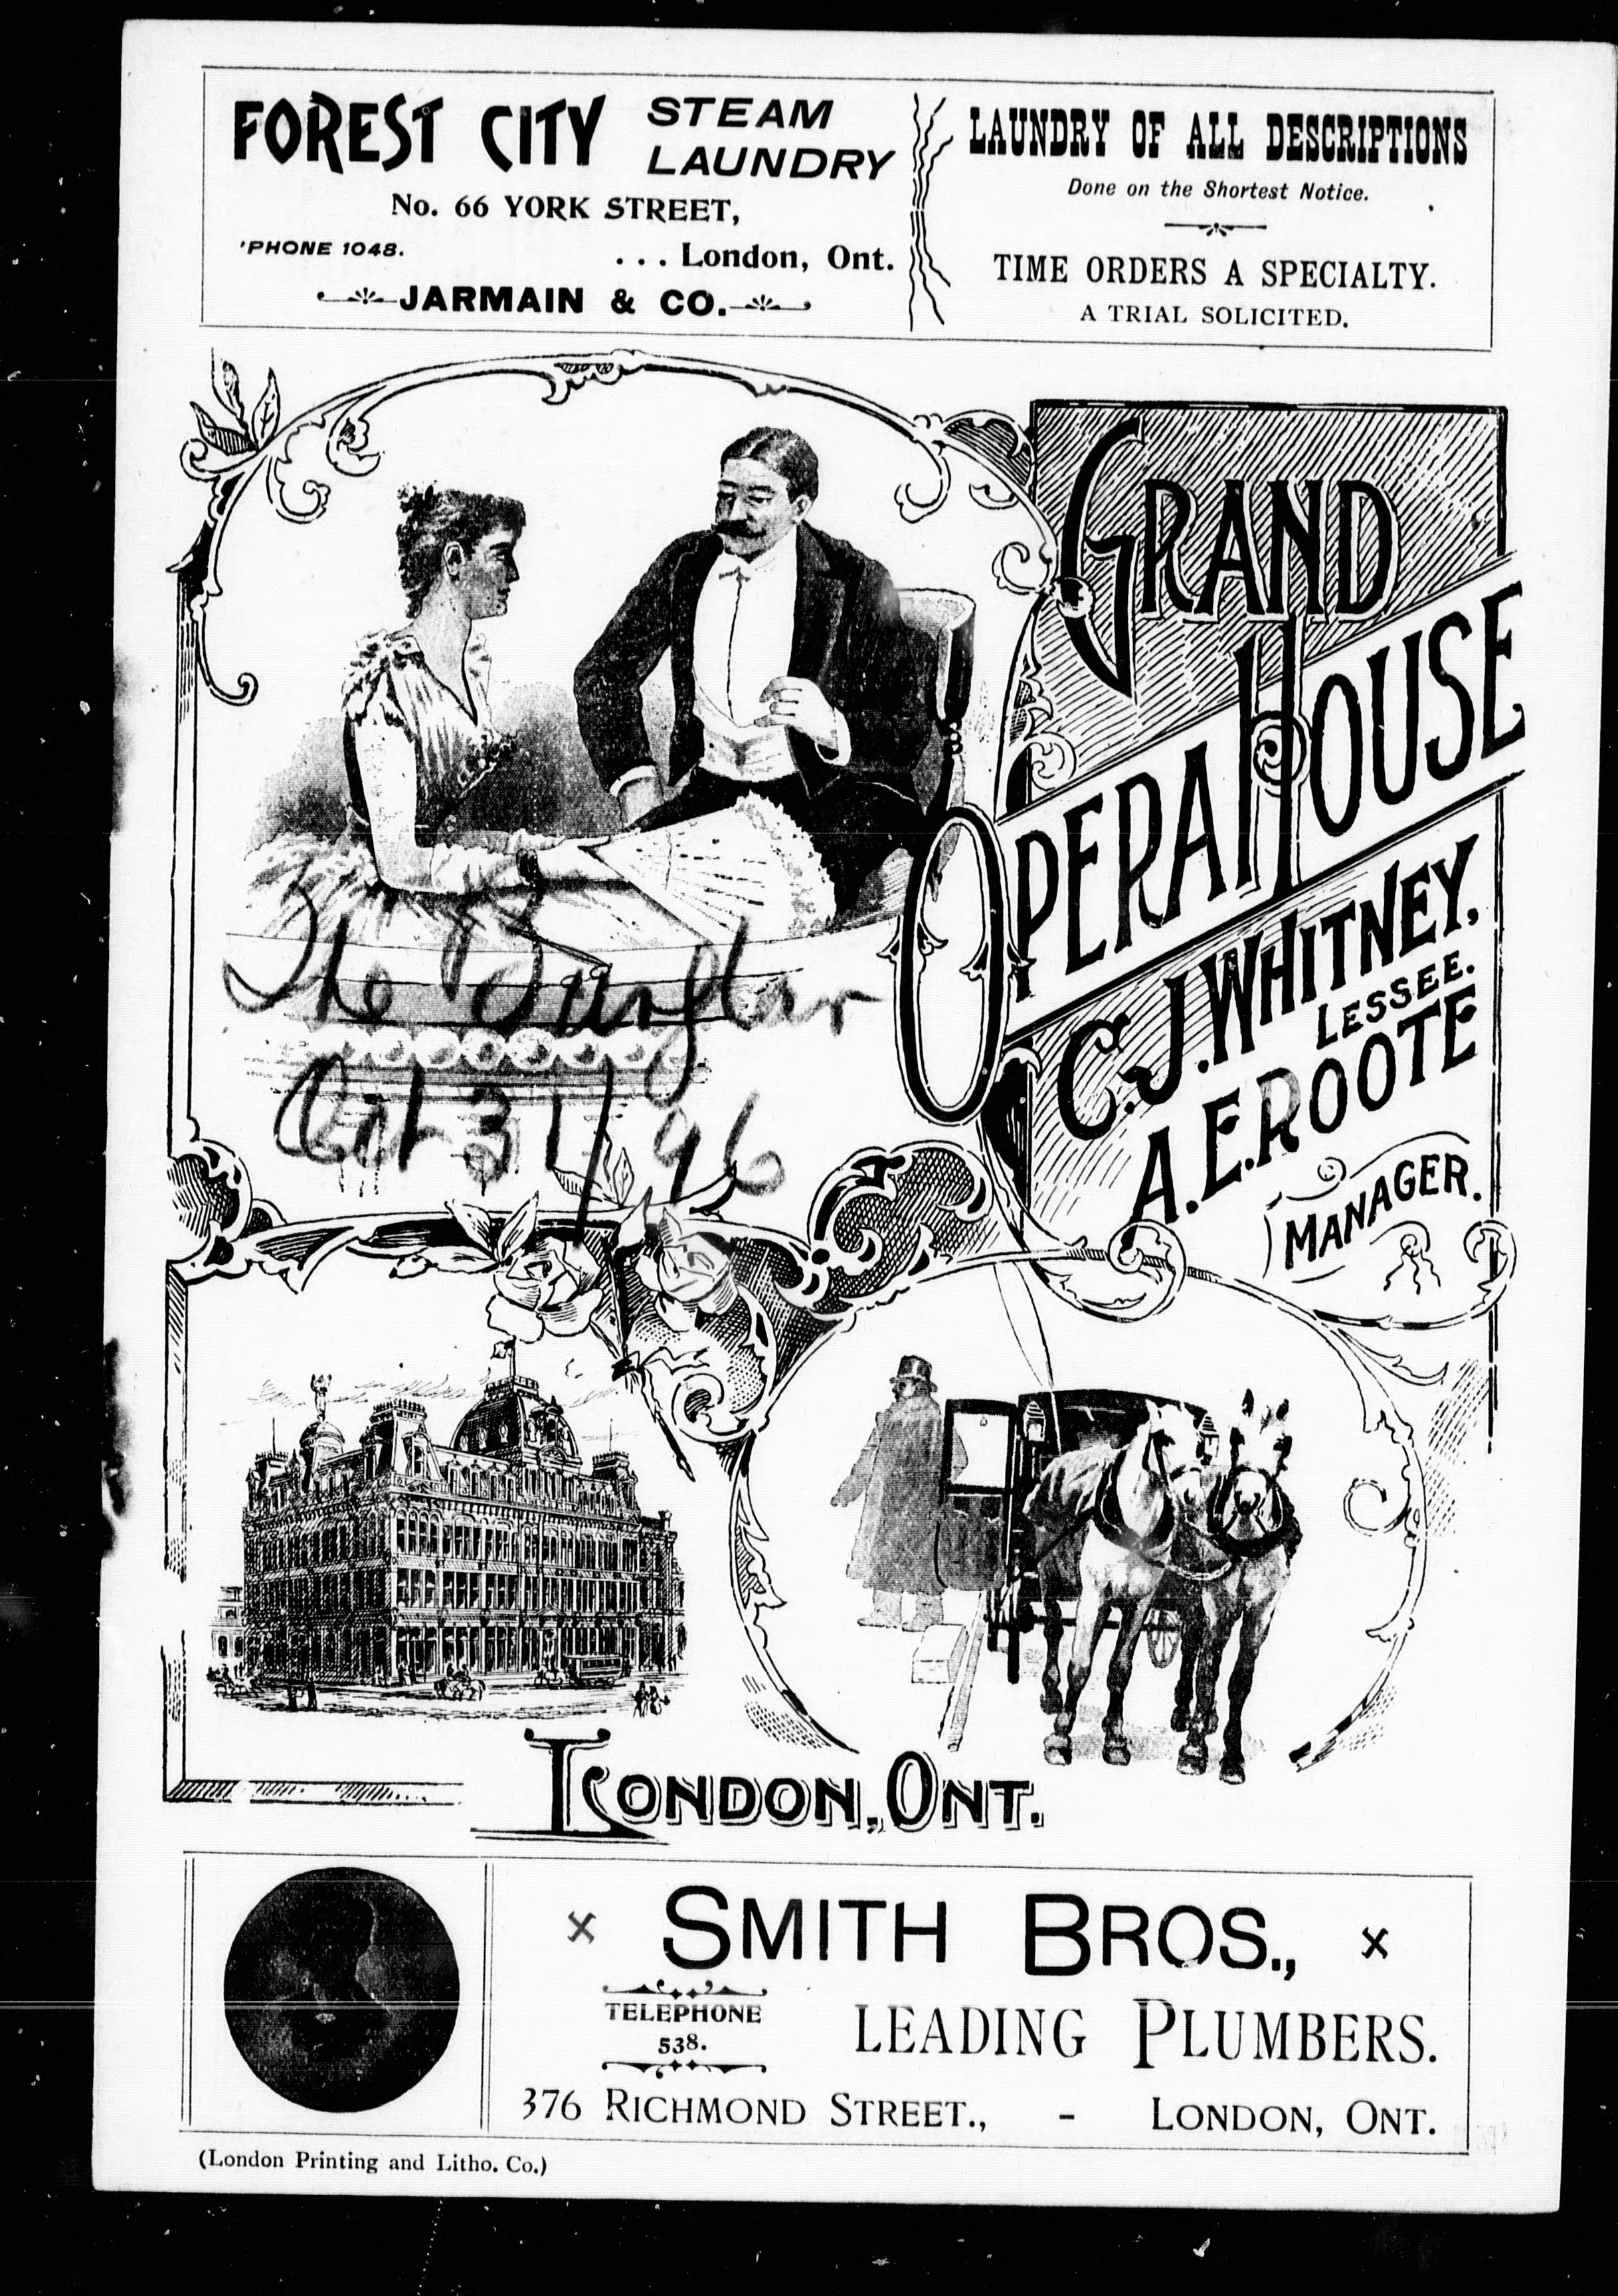 FOREST CITY STEAM LAUNDRY
No. 66 YORK STREET,
'PHONE 1048. ... London, Ont.
JARMAIN & CO.
LAUNDRY OF ALL DESCRIPTIONS
Done on the Shortest Notice.
TIME ORDERS A SPECIALTY.
A TRIAL SOLICITED.
GRAND
OPERA HOUSE
C.J. WHITNEY,
LESSEE.
A.E. ROOTE
MANAGER.
The Burglar
Oct 31/96
LONDON, ONT.
SMITH BROS.,
TELEPHONE
538.
LEADING PLUMBERS.
376 RICHMOND STREET., - LONDON, ONT.
(London Printing and Litho. Co.)